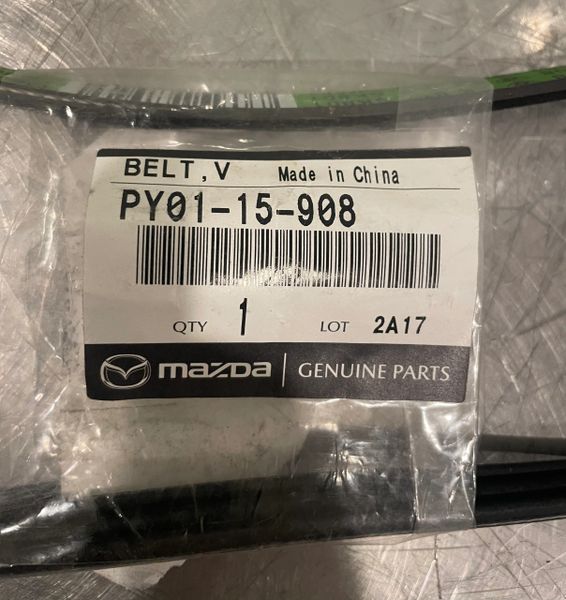 BELT,V Made in China
PY01-15-908
QTY 1 LOT 2A17
mazda GENUINE PARTS